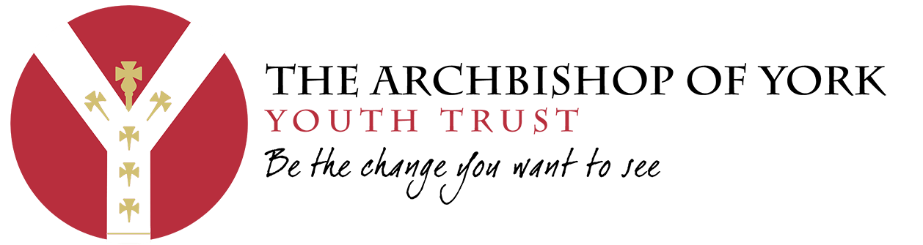 THE ARCHBISHOP OF YORK
YOUTH TRUST
Be the change you want to see